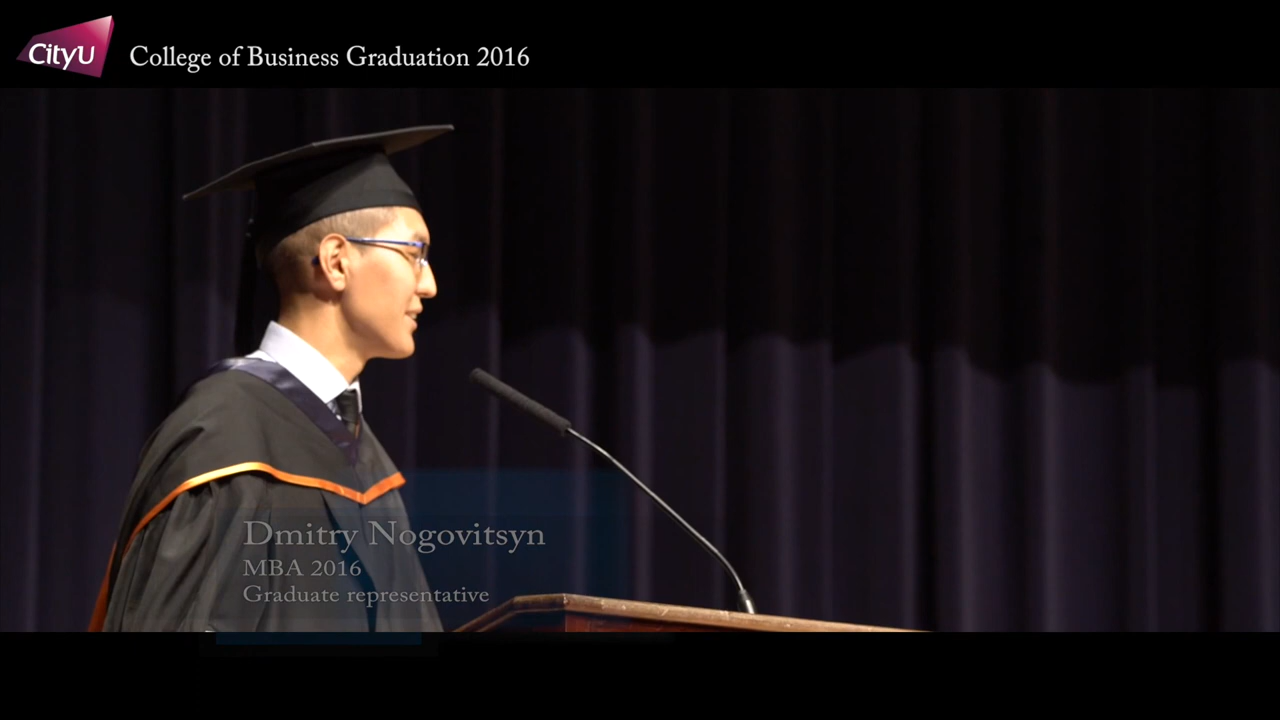 CityU
College of Business Graduation 2016
Dmitry Nogovitsyn
MBA 2016
Graduate representative